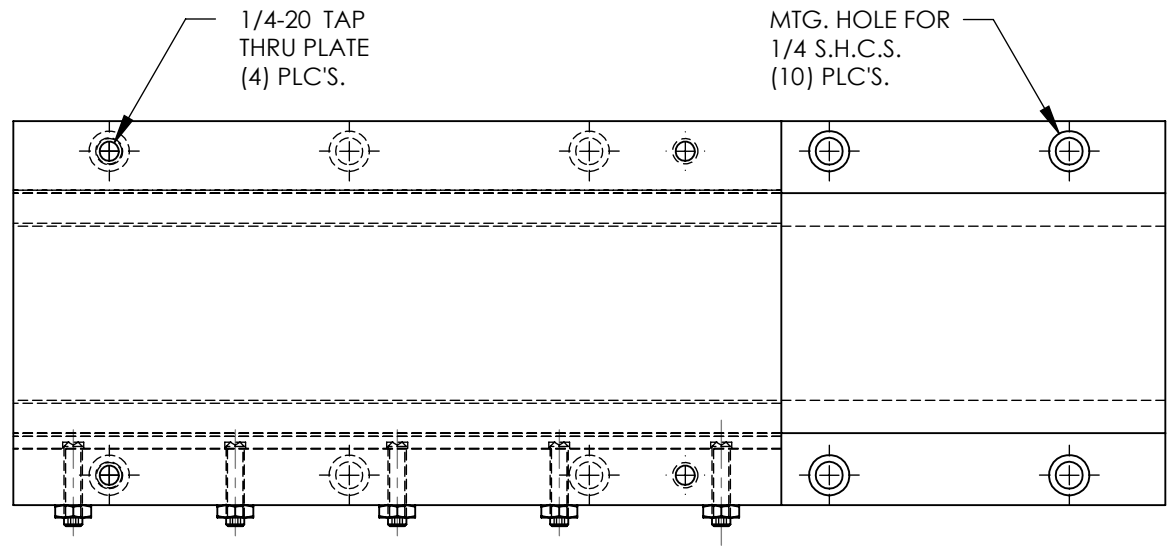 1/4-20 TAP
THRU PLATE
(4) PLC'S.
MTG. HOLE FOR
1/4 S.H.C.S.
(10) PLC'S.